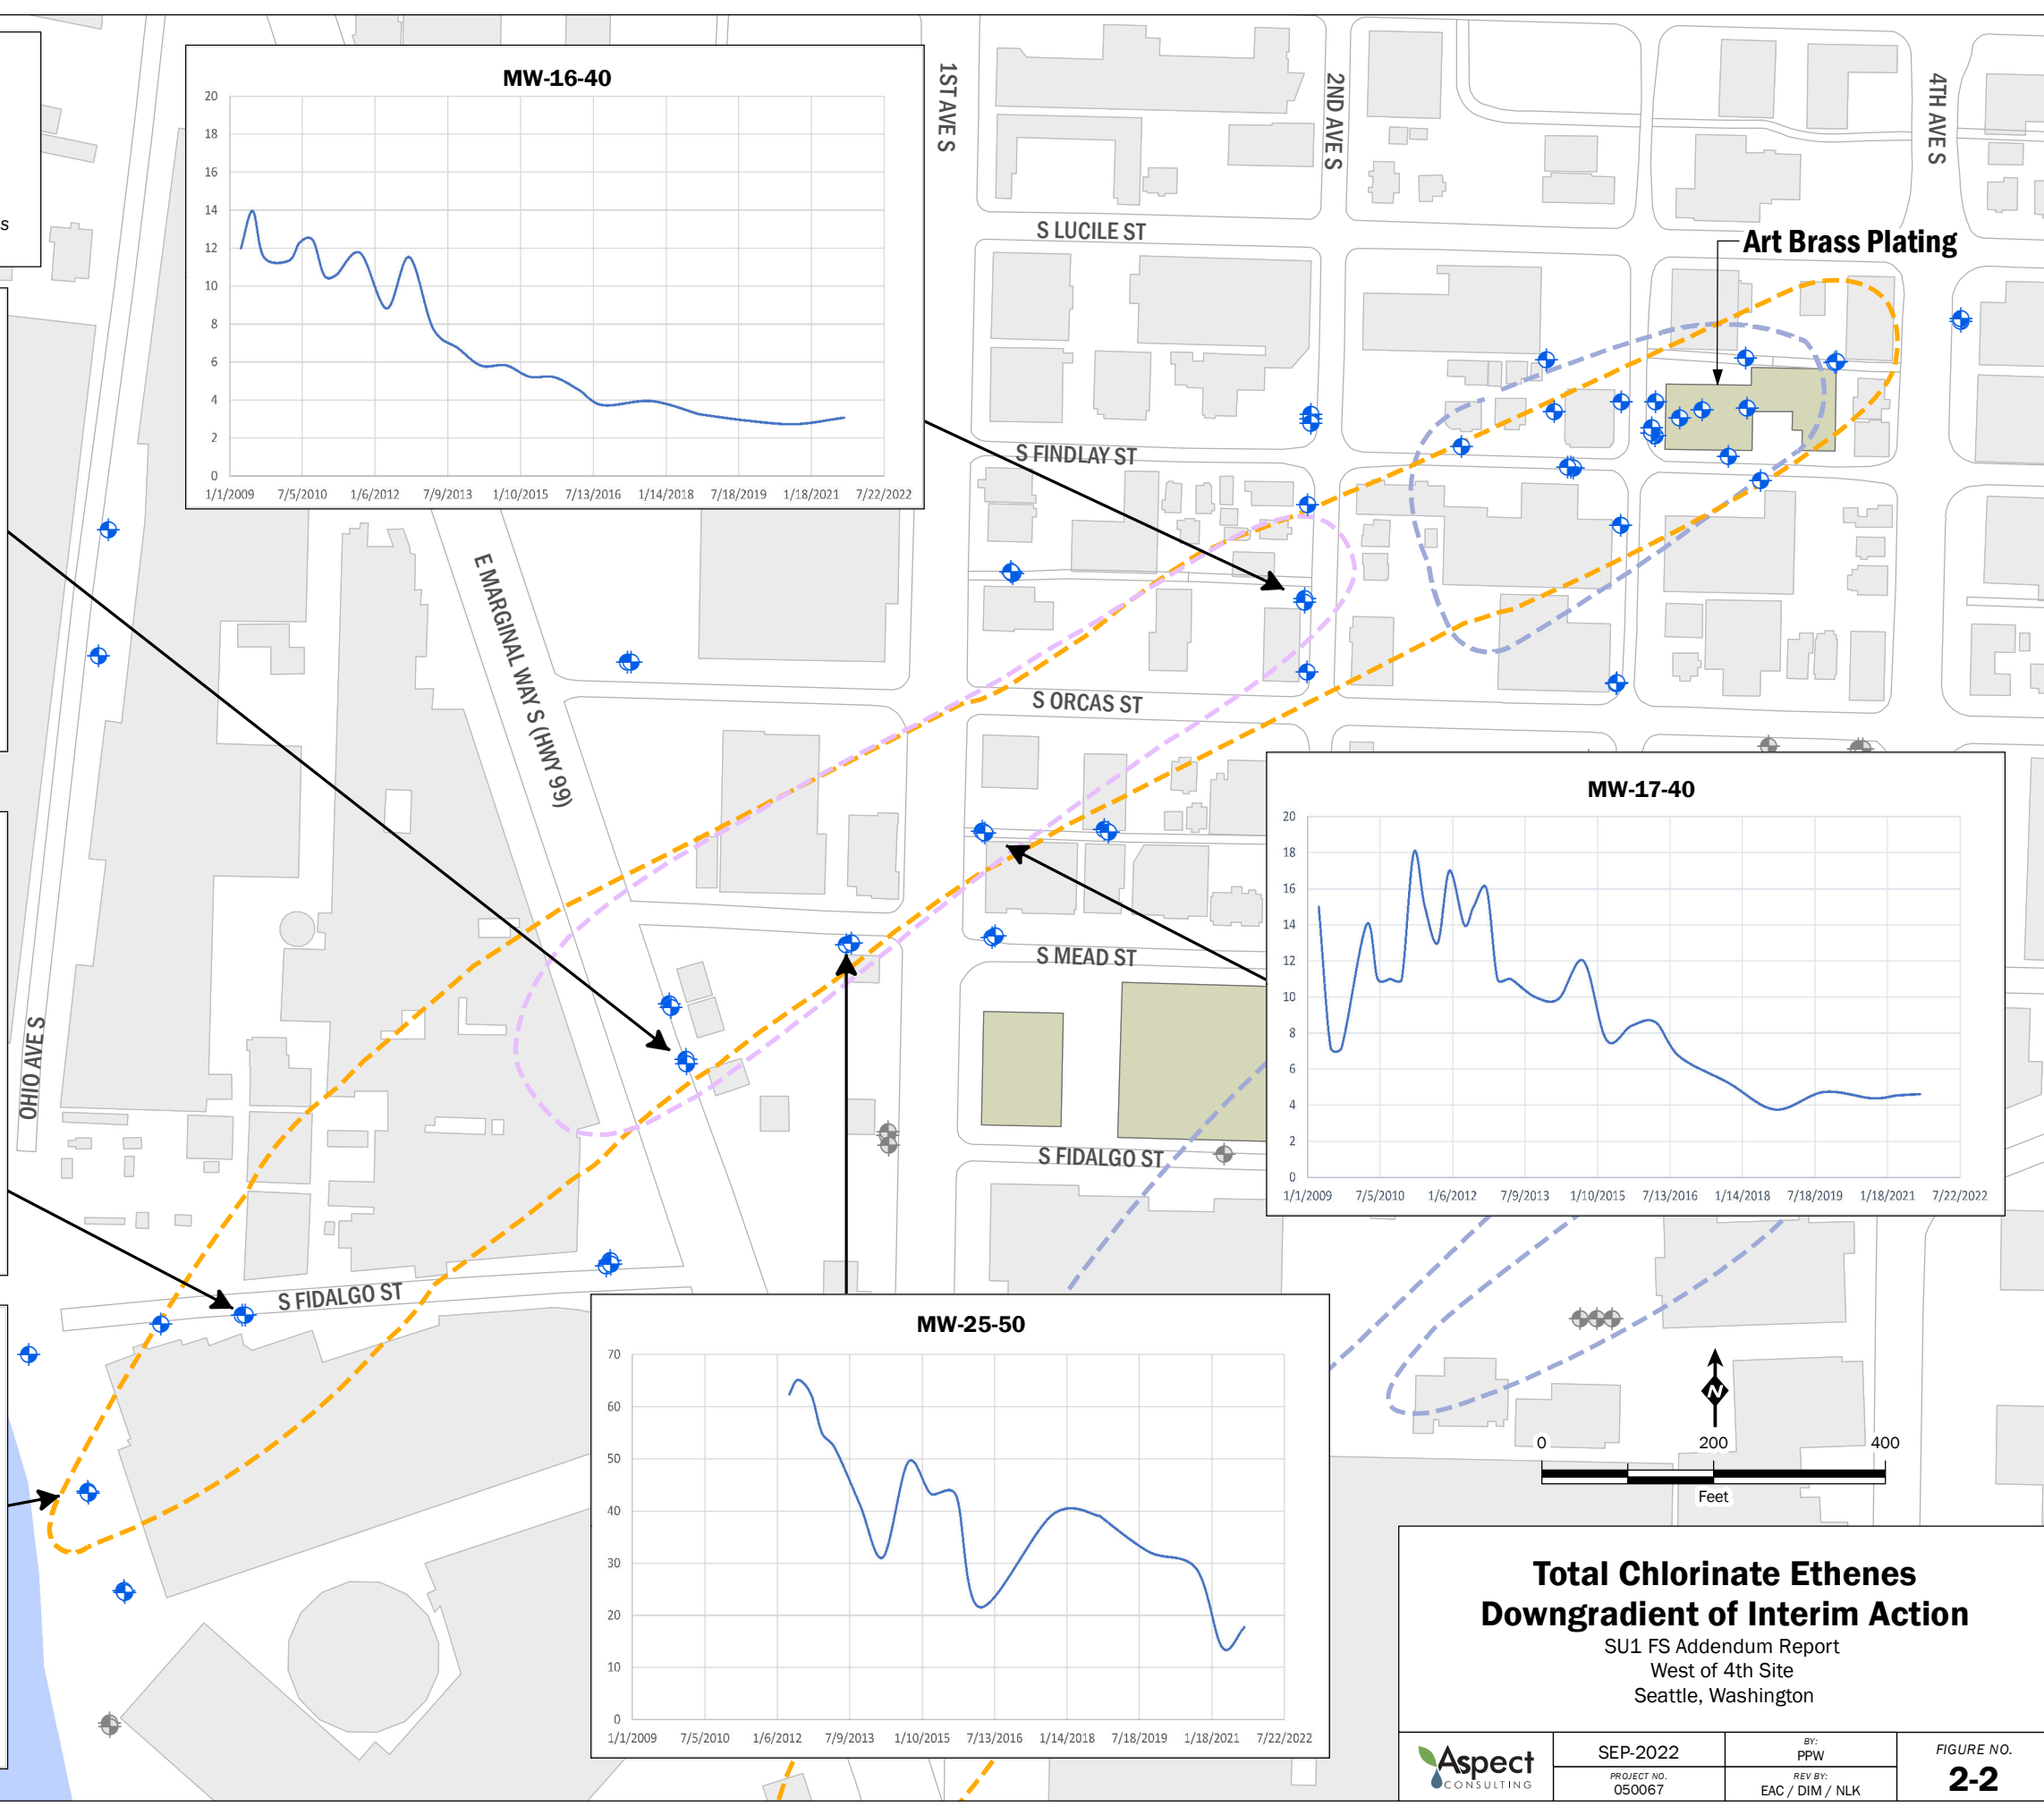 s
MW-16-40
20
18
16
14
12
10
8
6
4
2
0
1/1/2009 7/5/2010 1/6/2012 7/9/2013 1/10/2015 7/13/2016 1/14/2018 7/18/2019 1/18/2021 7/22/2022
1ST AVE S
2ND AVE S
4TH AVE S
S LUCILE ST
Art Brass Plating
S FINDLAY ST
E MARGINAL WAY S (HWY 99)
S ORCAS ST
MW-17-40
20
18
16
14
12
10
8
6
4
2
0
1/1/2009 7/5/2010 1/6/2012 7/9/2013 1/10/2015 7/13/2016 1/14/2018 7/18/2019 1/18/2021 7/22/2022
S MEAD ST
OHIO AVE S
S FIDALGO ST
S FIDALGO ST
MW-25-50
70
60
50
40
30
20
10
0
1/1/2009 7/5/2010 1/6/2012 7/9/2013 1/10/2015 7/13/2016 1/14/2018 7/18/2019 1/18/2021 7/22/2022
N
0 200 400
Feet
Total Chlorinate Ethenes
Downgradient of Interim Action
SU1 FS Addendum Report
West of 4th Site
Seattle, Washington
Aspect
CONSULTING
SEP-2022
PROJECT NO.
050067
BY:
PPW
REV BY:
EAC / DIM / NLK
FIGURE NO.
2-2